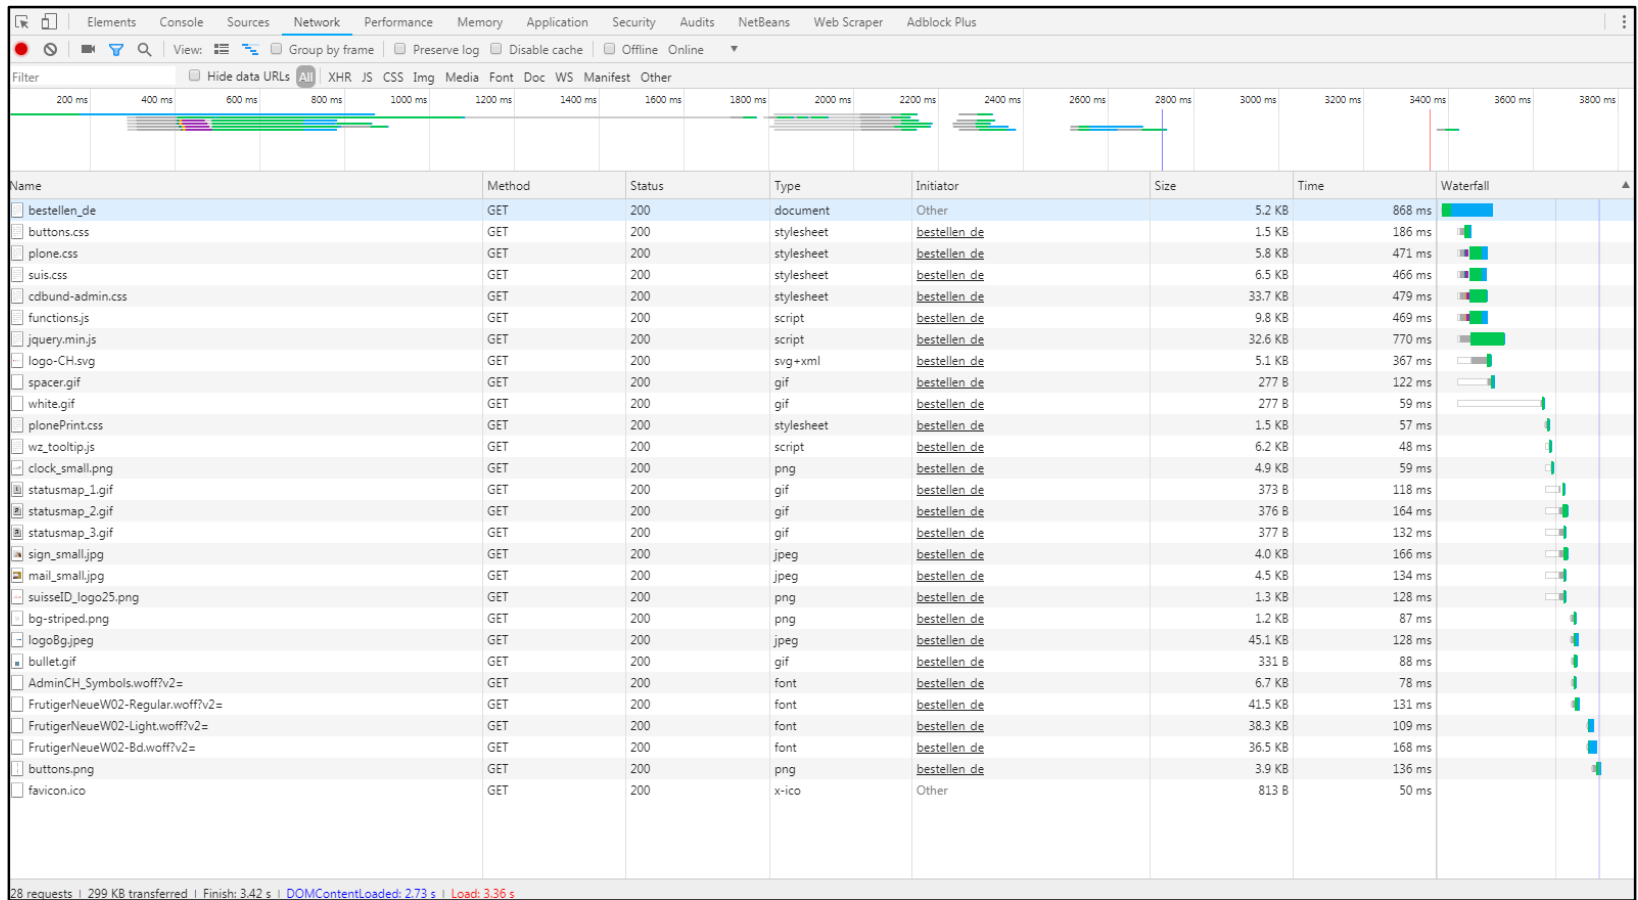 Elements Console Sources Network Performance Memory Application Security Audits NetBeans Web Scraper Adblock Plus
View: Group by frame Preserve log Disable cache Offline Online
Filter Hide data URLs All XHR JS CSS Img Media Font Doc WS Manifest Other
200 ms 400 ms 600 ms 800 ms 1000 ms 1200 ms 1400 ms 1600 ms 1800 ms 2000 ms 2200 ms 2400 ms 2600 ms 2800 ms 3000 ms 3200 ms 3400 ms 3600 ms 3800 ms
Name Method Status Type Initiator Size Time Waterfall
bestellen_de GET 200 document Other 5.2 KB 868 ms
buttons.css GET 200 stylesheet bestellen_de 1.5 KB 186 ms
plone.css GET 200 stylesheet bestellen_de 5.8 KB 471 ms
suis.css GET 200 stylesheet bestellen_de 6.5 KB 466 ms
cdbund-admin.css GET 200 stylesheet bestellen_de 33.7 KB 479 ms
functions.js GET 200 script bestellen_de 9.8 KB 469 ms
jquery.min.js GET 200 script bestellen_de 32.6 KB 770 ms
logo-CH.svg GET 200 svg+xml bestellen_de 5.1 KB 367 ms
spacer.gif GET 200 gif bestellen_de 277 B 122 ms
white.gif GET 200 gif bestellen_de 277 B 59 ms
plonePrint.css GET 200 stylesheet bestellen_de 1.5 KB 57 ms
wz_tooltip.js GET 200 script bestellen_de 6.2 KB 48 ms
clock_small.png GET 200 png bestellen_de 4.9 KB 59 ms
statusmap_1.gif GET 200 gif bestellen_de 373 B 118 ms
statusmap_2.gif GET 200 gif bestellen_de 376 B 164 ms
statusmap_3.gif GET 200 gif bestellen_de 377 B 132 ms
sign_small.jpg GET 200 jpeg bestellen_de 4.0 KB 166 ms
mail_small.jpg GET 200 jpeg bestellen_de 4.5 KB 134 ms
suisseID_logo25.png GET 200 png bestellen_de 1.3 KB 128 ms
bg-striped.png GET 200 png bestellen_de 1.2 KB 87 ms
logoBg.jpeg GET 200 jpeg bestellen_de 45.1 KB 128 ms
bullet.gif GET 200 gif bestellen_de 331 B 88 ms
AdminCH_Symbols.woff?v2= GET 200 font bestellen_de 6.7 KB 78 ms
FrutigerNeueW02-Regular.woff?v2= GET 200 font bestellen_de 41.5 KB 131 ms
FrutigerNeueW02-Light.woff?v2= GET 200 font bestellen_de 38.3 KB 109 ms
FrutigerNeueW02-Bd.woff?v2= GET 200 font bestellen_de 36.5 KB 168 ms
buttons.png GET 200 png bestellen_de 3.9 KB 136 ms
favicon.ico GET 200 x-ico Other 813 B 50 ms
28 requests | 299 KB transferred | Finish: 3.42 s | DOMContentLoaded: 2.73 s | Load: 3.36 s